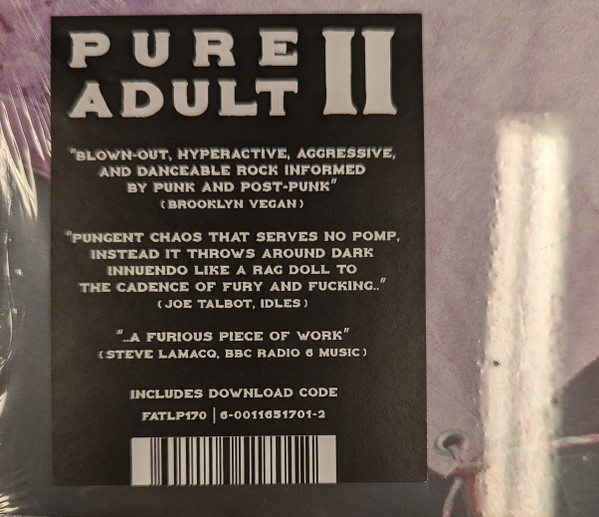 PURE II
ADULT
"BLOWN-OUT, HYPERACTIVE, AGGRESSIVE,
AND DANCEABLE ROCK INFORMED
BY PUNK AND POST-PUNK"
(BROOKLYN VEGAN)
"PUNGENT CHAOS THAT SERVES NO POMP,
INSTEAD IT THROWS AROUND DARK
INNUENDO LIKE A RAG DOLL TO
THE CADENCE OF FURY AND FUCKING.."
(JOE TALBOT, IDLES)
"..A FURIOUS PIECE OF WORK"
(STEVE LAMACQ, BBC RADIO 6 MUSIC)
INCLUDES DOWNLOAD CODE
FATLP170 | 6-0011651701-2